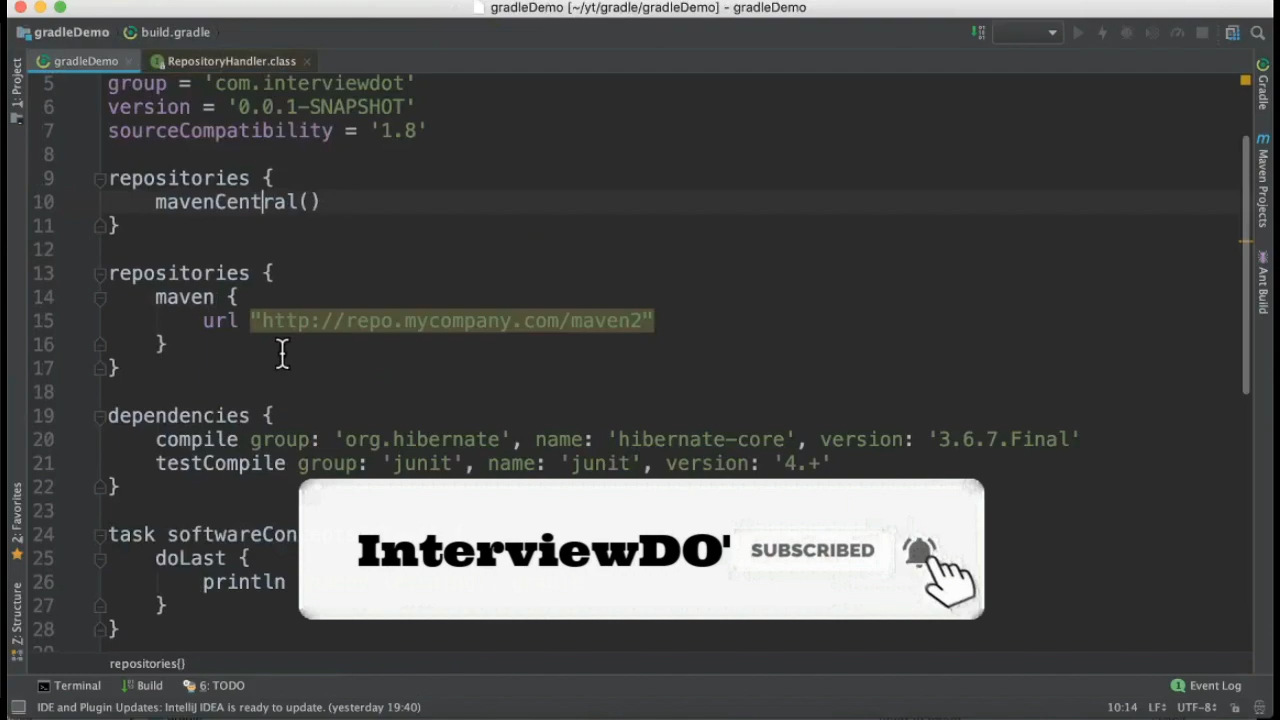 gradleDemo [~/yt/gradle/gradleDemo] - gradleDemo
gradleDemo
build.gradle
gradleDemo
RepositoryHandler.class
1: Project
2: Favorites
Z: Structure
5 group = 'com.interviewdot'
6 version = '0.0.1-SNAPSHOT'
7 sourceCompatibility = '1.8'
8
9 repositories {
10 mavenCentral()
11 }
12
13 repositories {
14 maven {
15 url "http://repo.mycompany.com/maven2"
16 }
17 }
18
19 dependencies {
20 compile group: 'org.hibernate', name: 'hibernate-core', version: '3.6.7.Final'
21 testCompile group: 'junit', name: 'junit', version: '4.+'
22 }
23
24 task softwareCon
25 doLast {
26 println
27 }
28 }
InterviewDO
SUBSCRIBED
Gradle
Maven Projects
Ant Build
repositories{}
Terminal
Build
6: TODO
1 Event Log
IDE and Plugin Updates: IntelliJ IDEA is ready to update. (yesterday 19:40)
10:14 LF÷ UTF-8÷